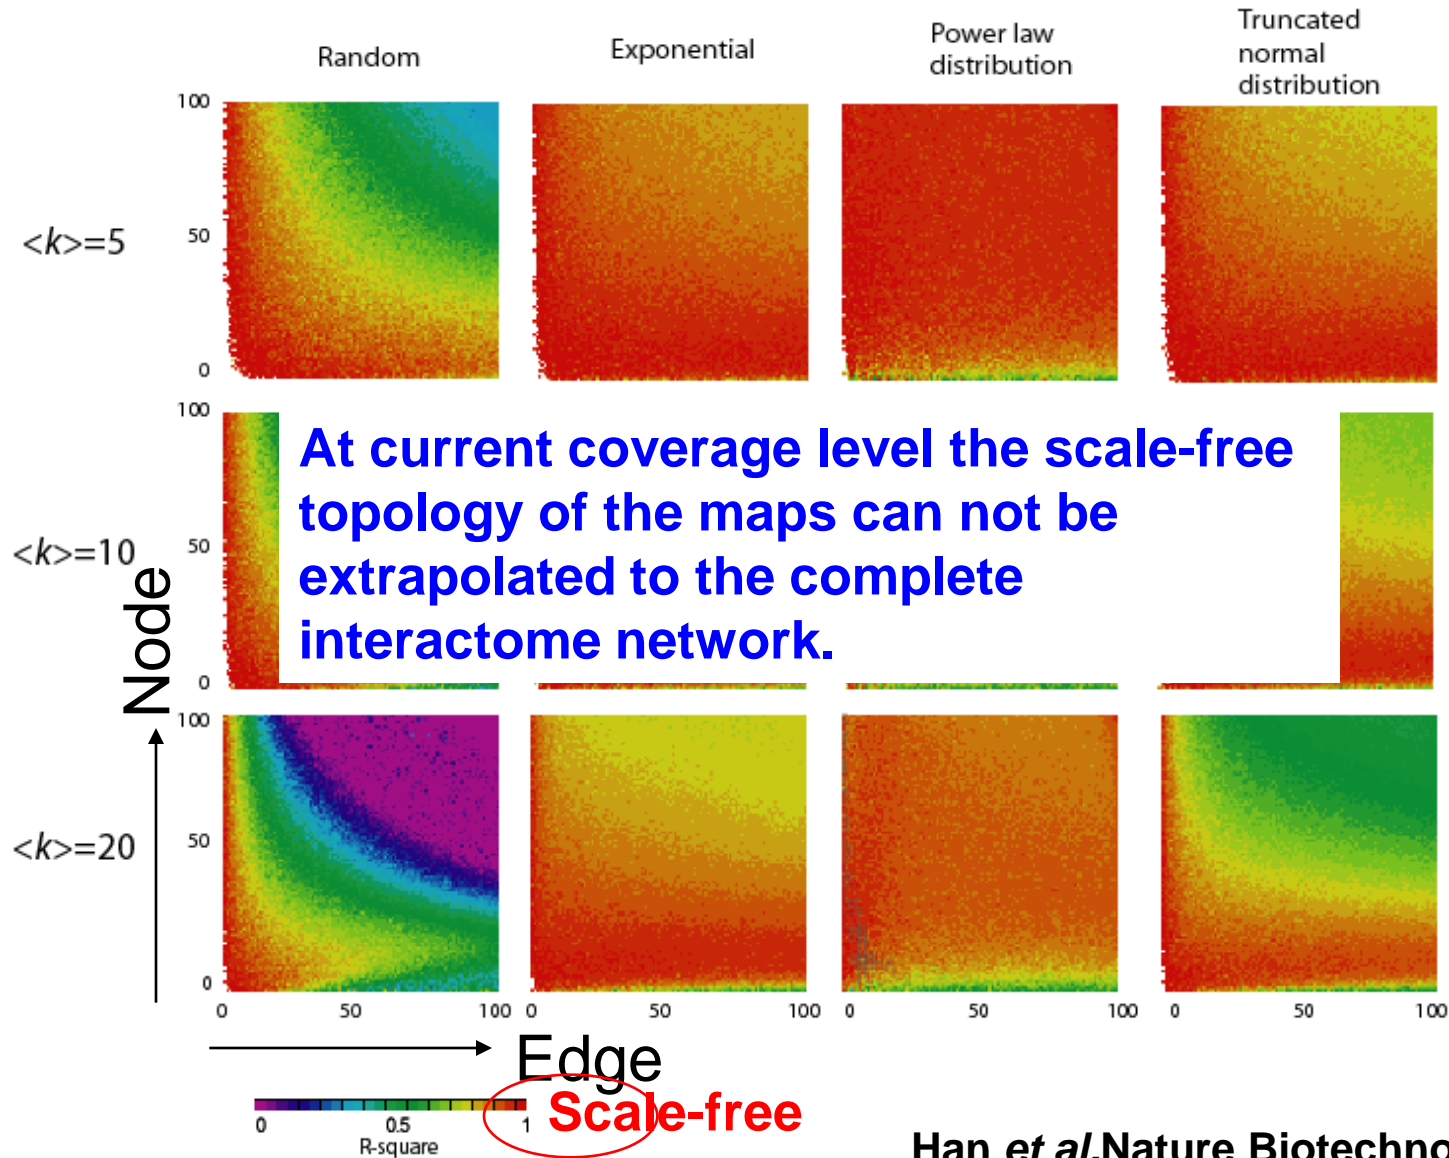 Random
Exponential
Power law
distribution
Truncated
normal
distribution
100
<k>=5
50
0
100
At current coverage level the scale-free
topology of the maps can not be
extrapolated to the complete
interactome network.
<k>=10
50
Node
0
100
<k>=20
50
0
0 50 100 0 50 100 0 50 100 0 50 100
Edge
Scale-free
0 0.5 1
R-square
Han et al. Nature Biotechno